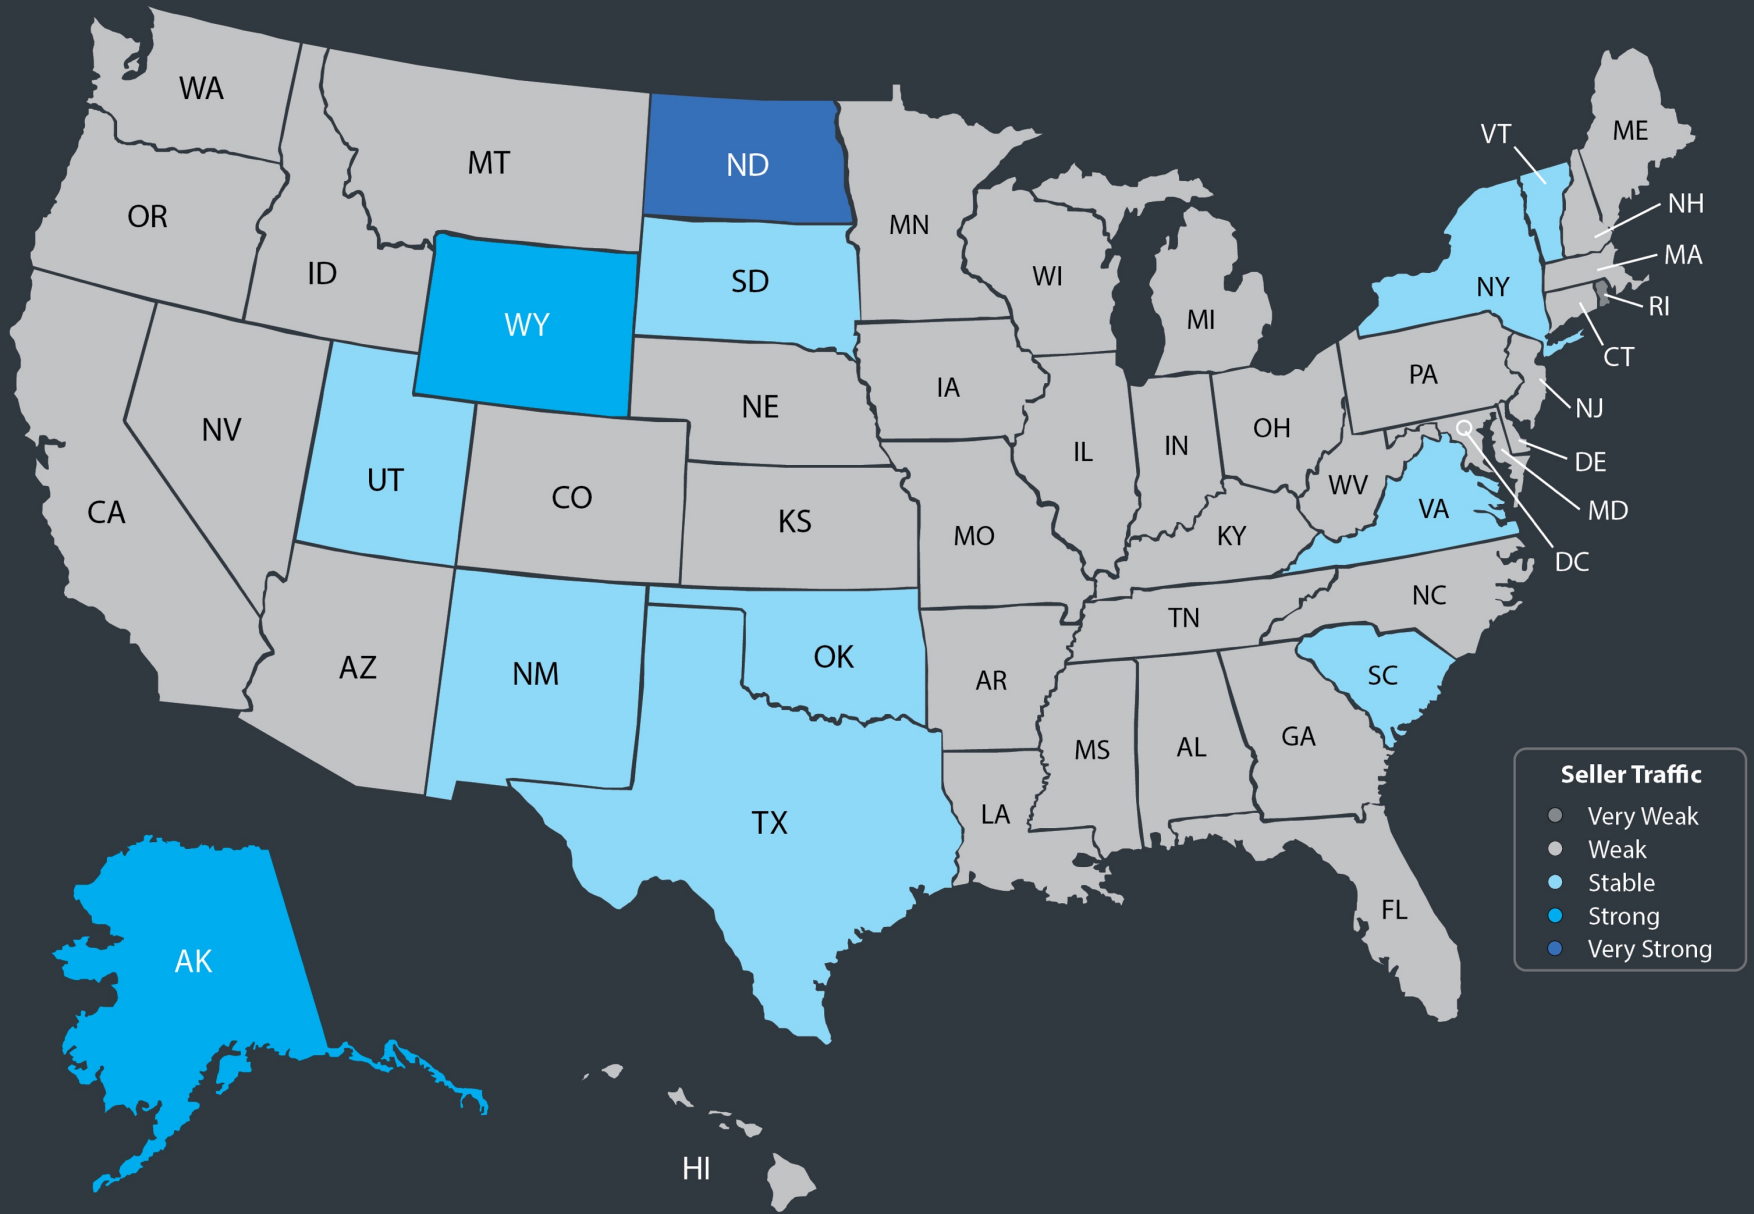 WA
MT
ND
MN
VT
ME
OR
NH
ID
SD
WI
MA
NY
RI
WY
MI
CT
PA
IA
NE
NJ
NV
OH
IN
IL
DE
UT
WV
CO
CA
VA
MD
KS
MO
KY
DC
NC
TN
OK
AZ
NM
AR
SC
MS
AL
GA
LA
TX
FL
AK
HI
Seller Traffic
Very Weak
Weak
Stable
Strong
Very Strong